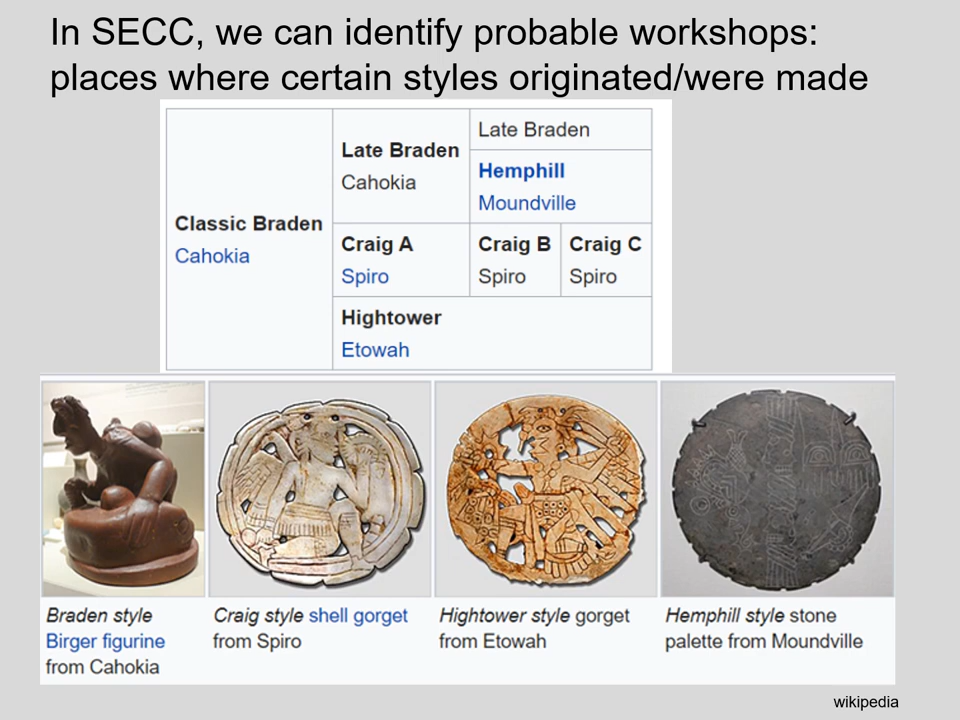 In SECC, we can identify probable workshops:
places where certain styles originated/were made
Classic Braden
Cahokia
Late Braden
Cahokia
Late Braden
Hemphill
Moundville
Craig A
Spiro
Craig B
Spiro
Craig C
Spiro
Hightower
Etowah
Braden style
Birger figurine
from Cahokia
Craig style shell gorget
from Spiro
Hightower style gorget
from Etowah
Hemphill style stone
palette from Moundville
wikipedia